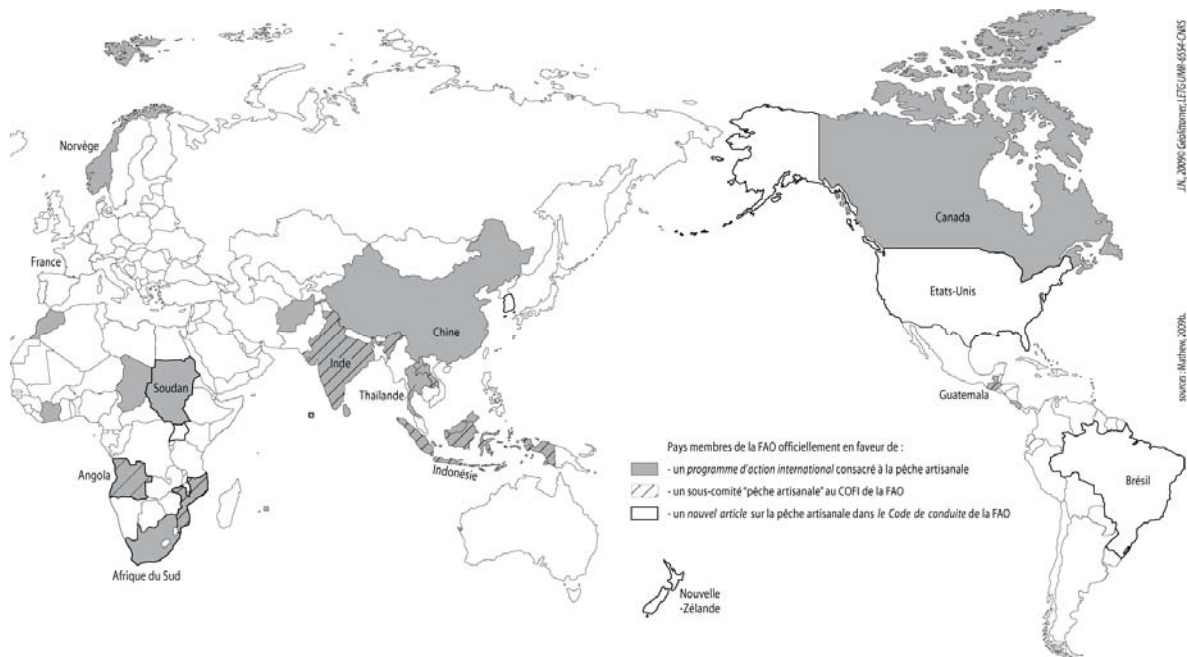 Norvège
France
Soudan
Angola
Afrique du Sud
Inde
Chine
Thaïlande
Indonésie
Canada
Etats-Unis
Guatemala
Brésil
Nouvelle
-Zélande
Pays membres de la FAO officiellement en faveur de :
- un programme d'action international consacré à la pêche artisanale
- un sous-comité "pêche artisanale" au COFI de la FAO
- un nouvel article sur la pêche artisanale dans le Code de conduite de la FAO
J.N, 2009© Géolittomer, LETG UMR-6554-CNRS
sources : Mathew, 2009b.